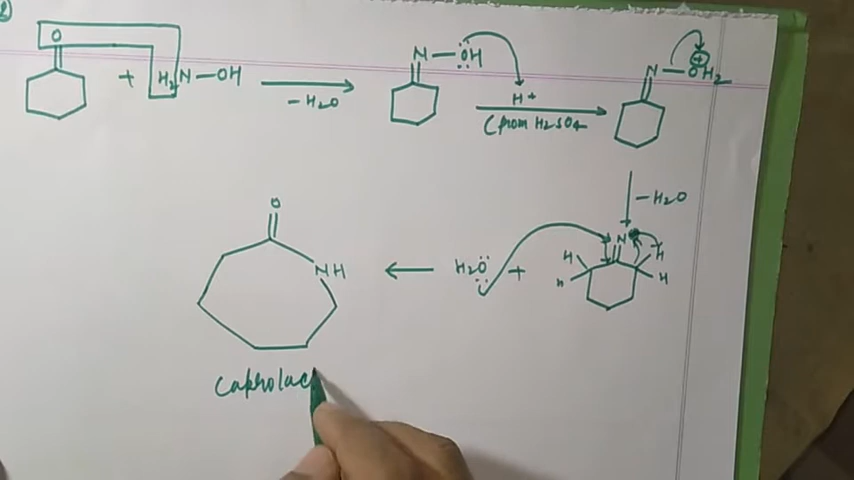 O
+ H2N-OH
-H2O
N-OH
H+
(from H2SO4
N-OH2
+
-H2O
O
NH
H2O +
N
H H
H H
Caprolac